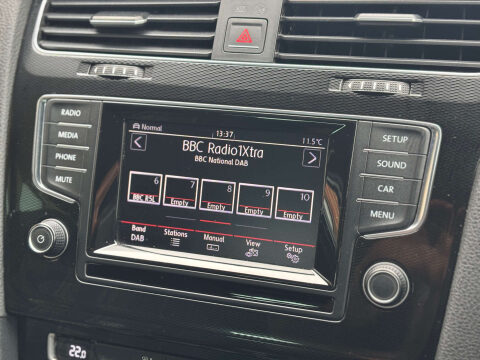 RADIO
MEDIA
PHONE
MUTE
Normal
13:37
11.5°C
BBC Radio1Xtra
BBC National DAB
6
7
8
9
10
BBC R5L
Empty
Empty
Empty
Empty
Band
DAB
Stations
Manual
View
Setup
SETUP
SOUND
CAR
MENU
22.0